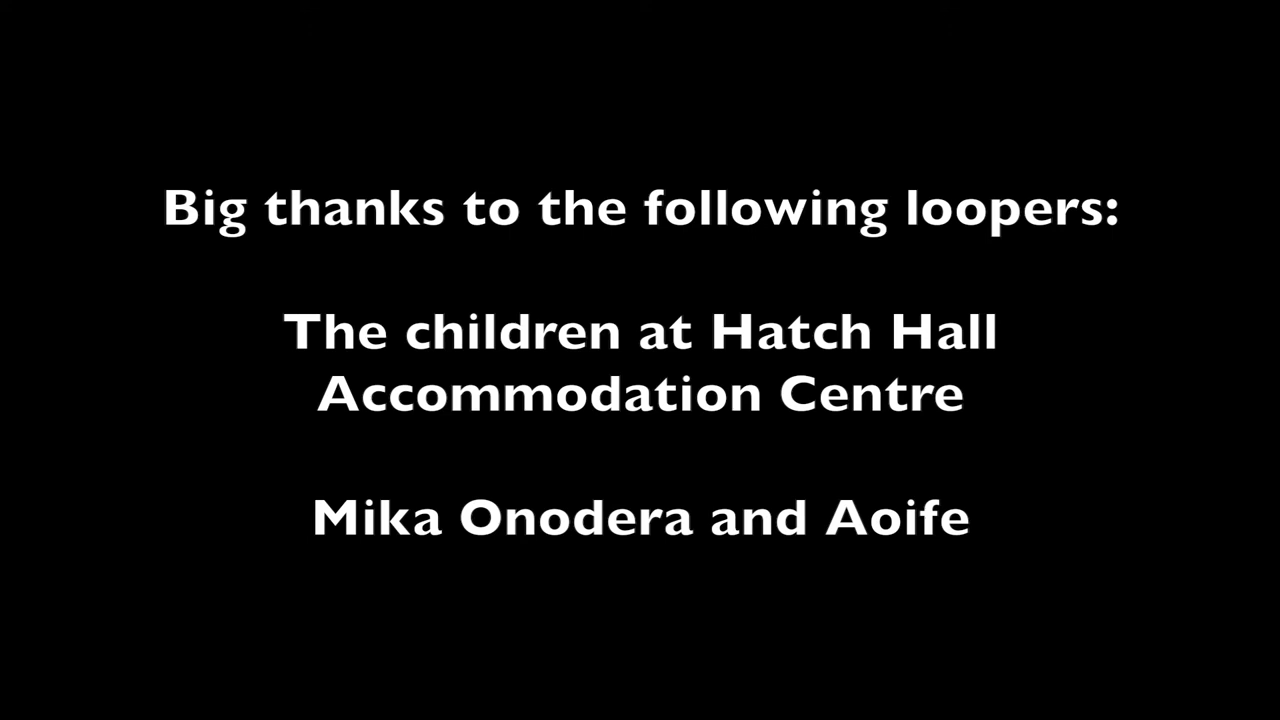 Big thanks to the following loopers:
The children at Hatch Hall
Accommodation Centre
Mika Onodera and Aoife